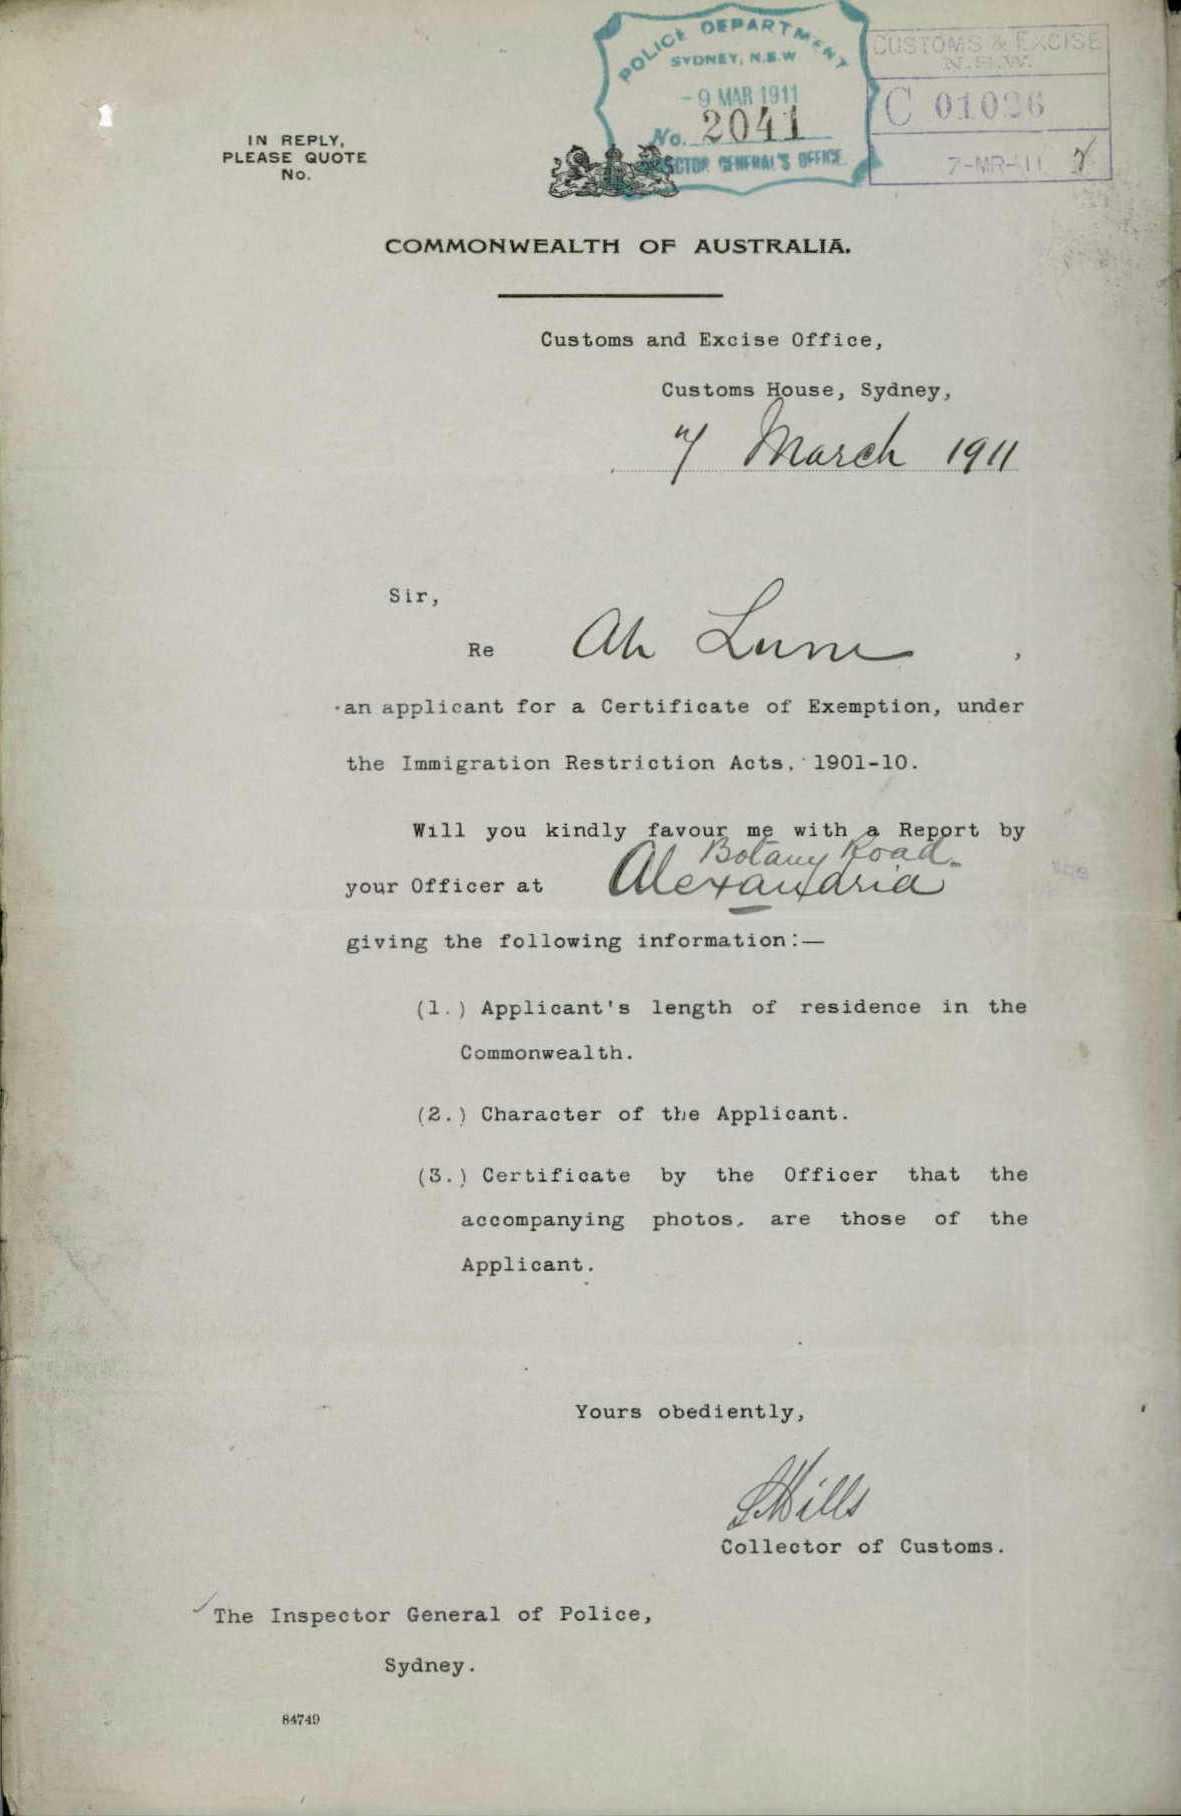 POLICE DEPARTMENT
SYDNEY, N.S.W
-9 MAR 1911
No. 2041
GENERAL'S OFFICE
CUSTOMS & EXCISE
N.S.W.
C 01026
7-MR-11
IN REPLY,
PLEASE QUOTE
No.
COMMONWEALTH OF AUSTRALIA.
Customs and Excise Office,
Customs House, Sydney,
7 March 1911
Sir,
Re Ah Lum ,
an applicant for a Certificate of Exemption, under
the Immigration Restriction Acts, 1901-10.
Will you kindly favour me with a Report by
Botany Road
your Officer at Alexandria
giving the following information:—
(1.) Applicant's length of residence in the
Commonwealth.
(2.) Character of the Applicant.
(3.) Certificate by the Officer that the
accompanying photos. are those of the
Applicant.
Yours obediently,
Mills
Collector of Customs.
The Inspector General of Police,
Sydney.
84749